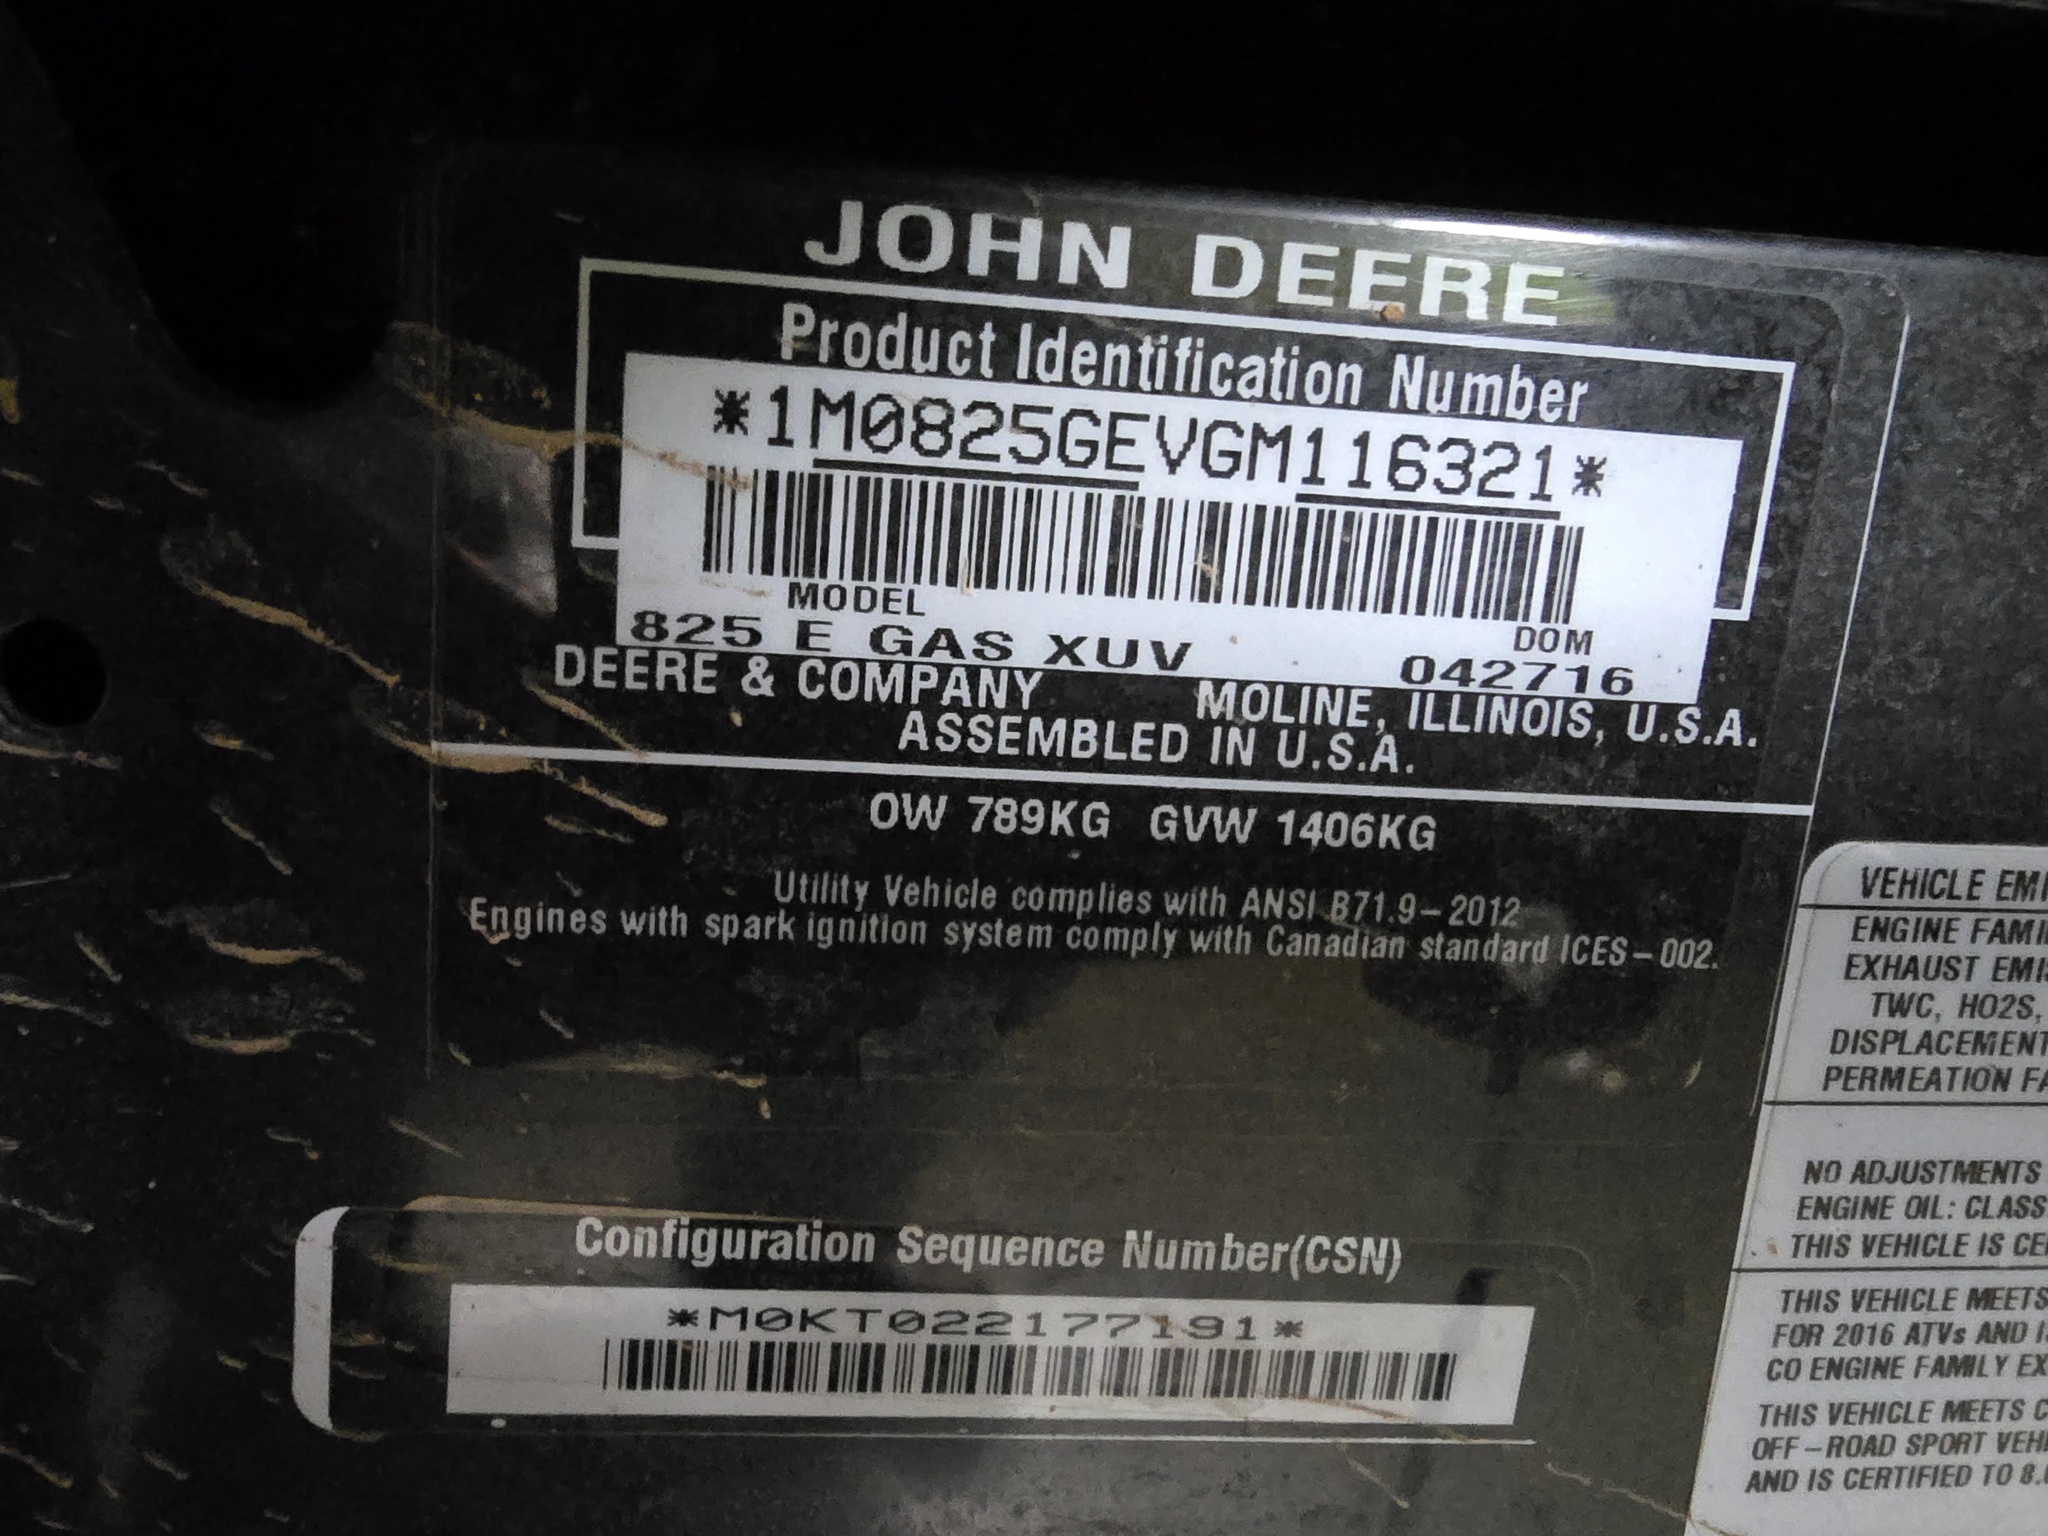 JOHN DEERE
Product Identification Number
*1M0825GEVGM116321*
MODEL
DOM
825 E GAS XUV
042716
DEERE & COMPANY MOLINE, ILLINOIS, U.S.A.
ASSEMBLED IN U.S.A.
OW 789KG GVW 1406KG
Utility Vehicle complies with ANSI B71.9-2012
Engines with spark ignition system comply with Canadian standard ICES-002.
Configuration Sequence Number(CSN)
*M0KT022177191*
VEHICLE EMI
ENGINE FAMI
EXHAUST EMIS
TWC, HO2S,
DISPLACEMENT
PERMEATION FA
NO ADJUSTMENTS
ENGINE OIL: CLASS
THIS VEHICLE IS CE
THIS VEHICLE MEETS
FOR 2016 ATVs AND
CO ENGINE FAMILY EX
THIS VEHICLE MEETS C
OFF-ROAD SPORT VEHI
AND IS CERTIFIED TO 8.